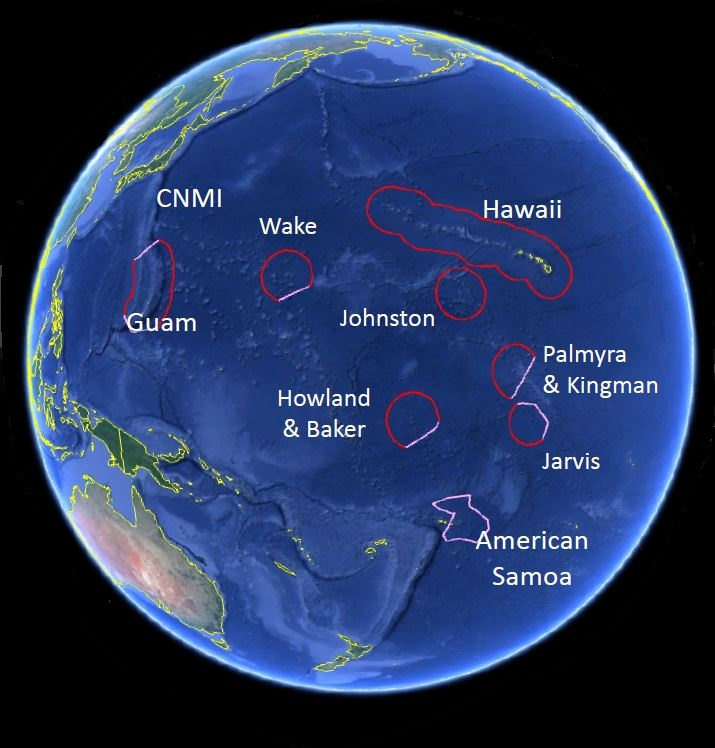 CNMI
Wake
Hawaii
Guam
Johnston
Palmyra
& Kingman
Howland
& Baker
Jarvis
American
Samoa